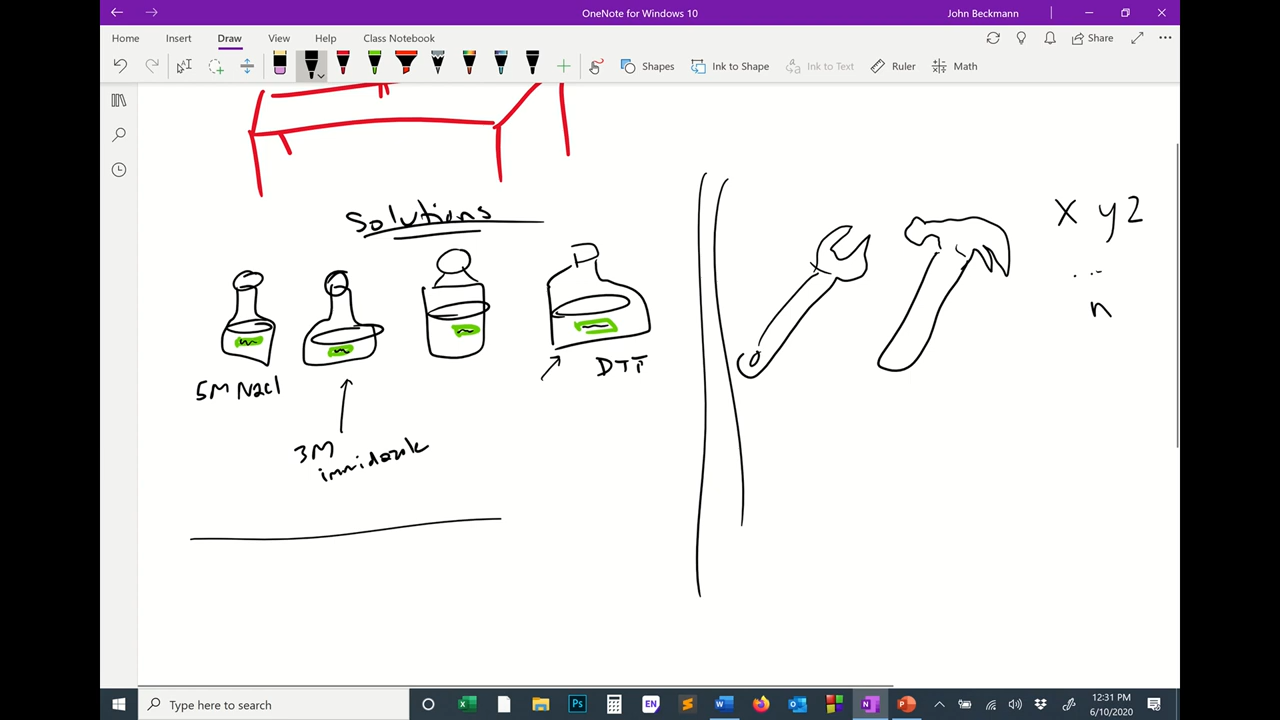 OneNote for Windows 10
John Beckmann
Home Insert Draw View Help Class Notebook
Share
Shapes Ink to Shape Ink to Text Ruler Math
Solutions
X y Z
...
n
5M NaCl
DTT
3M
immidazole
Type here to search
EN
12:31 PM
6/10/2020